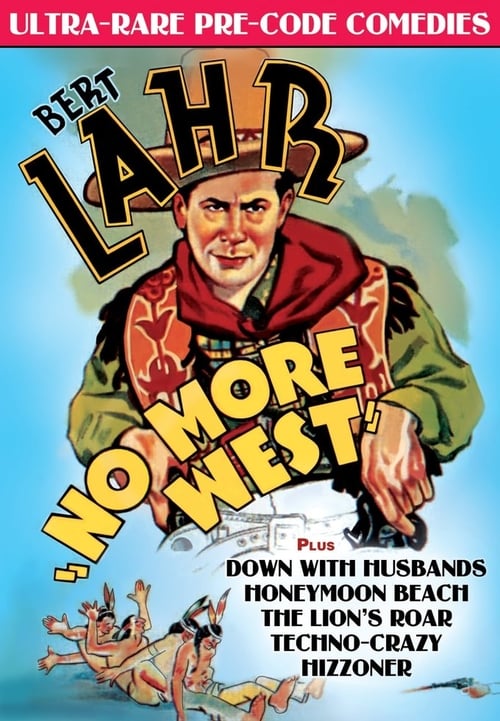 ULTRA-RARE PRE-CODE COMEDIES
BERT
LAHR
"NO MORE
WEST"
PLUS
DOWN WITH HUSBANDS
HONEYMOON BEACH
THE LION'S ROAR
TECHNO-CRAZY
HIZZONER